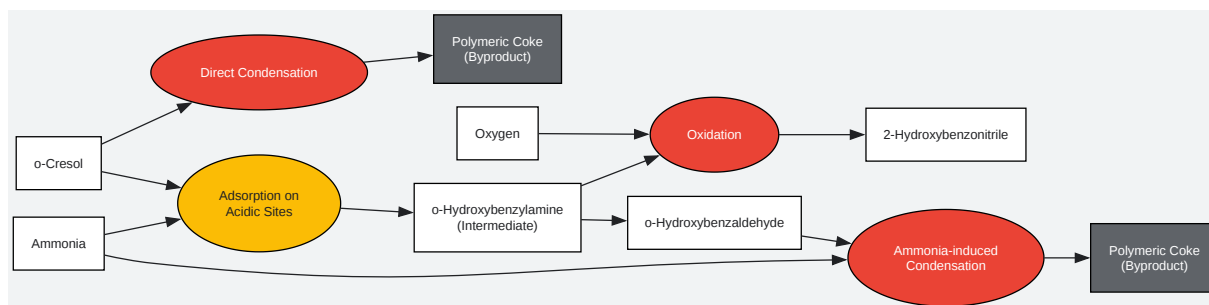 Polymeric Coke
(Byproduct)
Direct Condensation
Oxygen
Oxidation
2-Hydroxybenzonitrile
o-Cresol
Adsorption on
Acidic Sites
o-Hydroxybenzylamine
(Intermediate)
o-Hydroxybenzaldehyde
Ammonia
Ammonia-induced
Condensation
Polymeric Coke
(Byproduct)